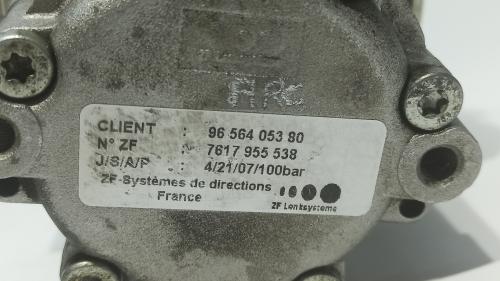 CLIENT : 96 564 053 80
N° ZF : 7617 955 538
J/S/A/P : 4/21/07/100bar
ZF-Systèmes de directions
France
ZF Lenksysteme